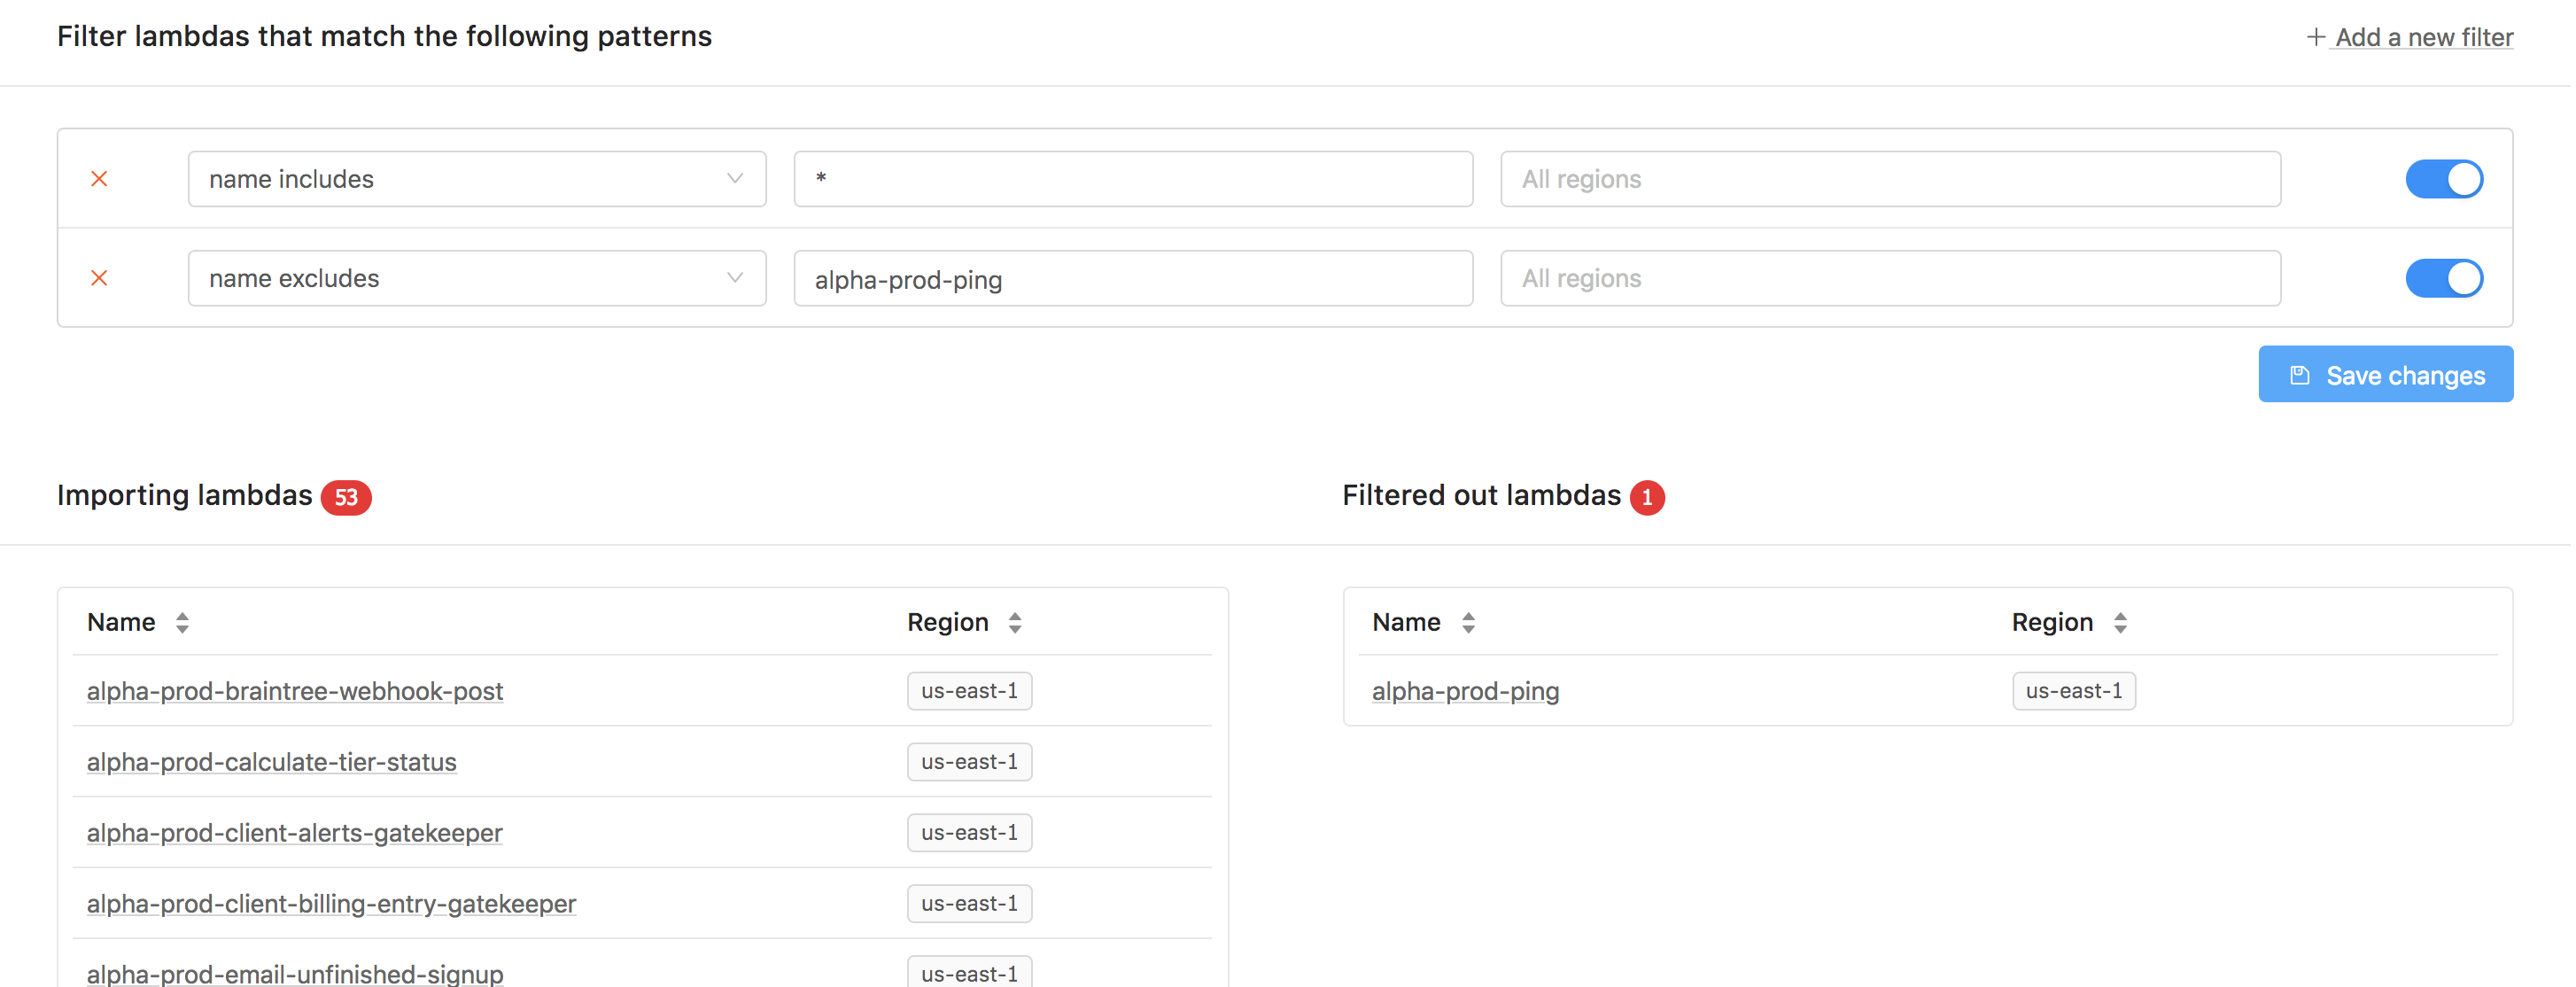 Filter lambdas that match the following patterns
+ Add a new filter
name includes
*
All regions
name excludes
alpha-prod-ping
All regions
Save changes
Importing lambdas 53
Filtered out lambdas 1
Name Region
alpha-prod-braintree-webhook-post us-east-1
alpha-prod-calculate-tier-status us-east-1
alpha-prod-client-alerts-gatekeeper us-east-1
alpha-prod-client-billing-entry-gatekeeper us-east-1
alpha-prod-email-unfinished-signup us-east-1
Name Region
alpha-prod-ping us-east-1